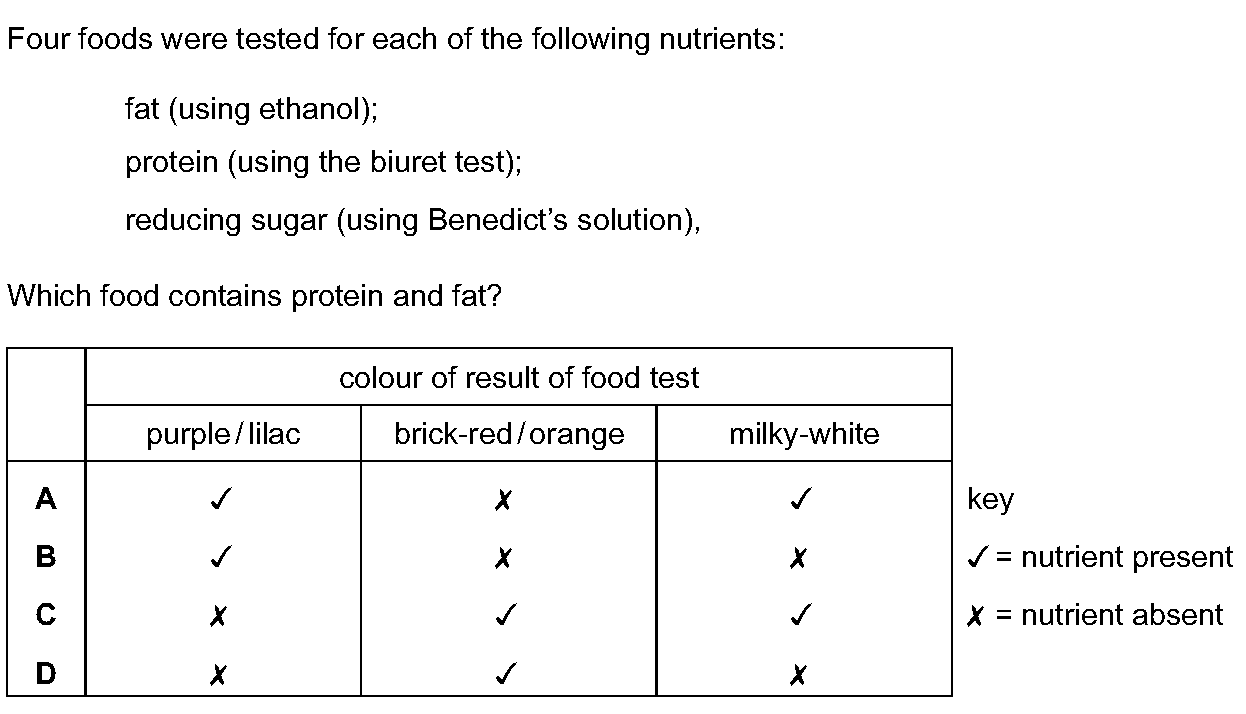 Four foods were tested for each of the following nutrients:
fat (using ethanol);
protein (using the biuret test);
reducing sugar (using Benedict’s solution),
Which food contains protein and fat?
colour of result of food test
purple / lilac brick-red / orange milky-white
A ✓ ✗ ✓ key
B ✓ ✗ ✗ ✓ = nutrient present
C ✗ ✓ ✓ ✗ = nutrient absent
D ✗ ✓ ✗